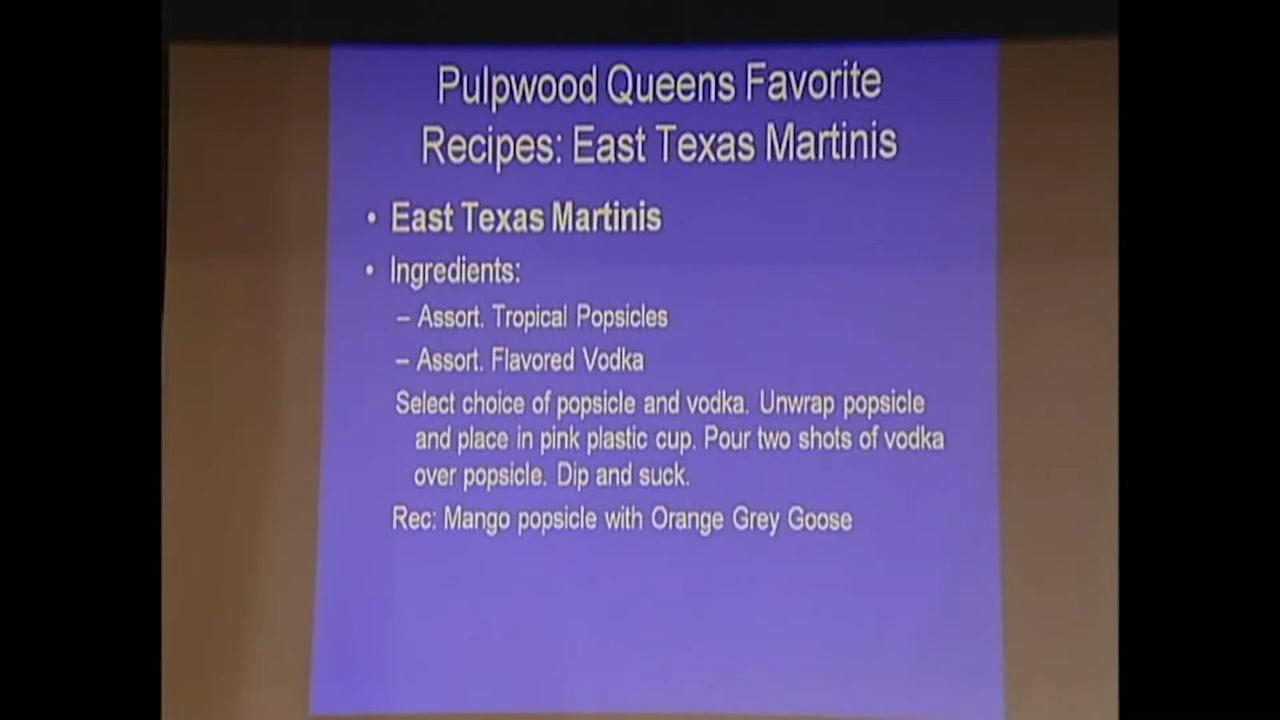 Pulpwood Queens Favorite
Recipes: East Texas Martinis
• East Texas Martinis
• Ingredients:
– Assort. Tropical Popsicles
– Assort. Flavored Vodka
Select choice of popsicle and vodka. Unwrap popsicle
and place in pink plastic cup. Pour two shots of vodka
over popsicle. Dip and suck.
Rec: Mango popsicle with Orange Grey Goose